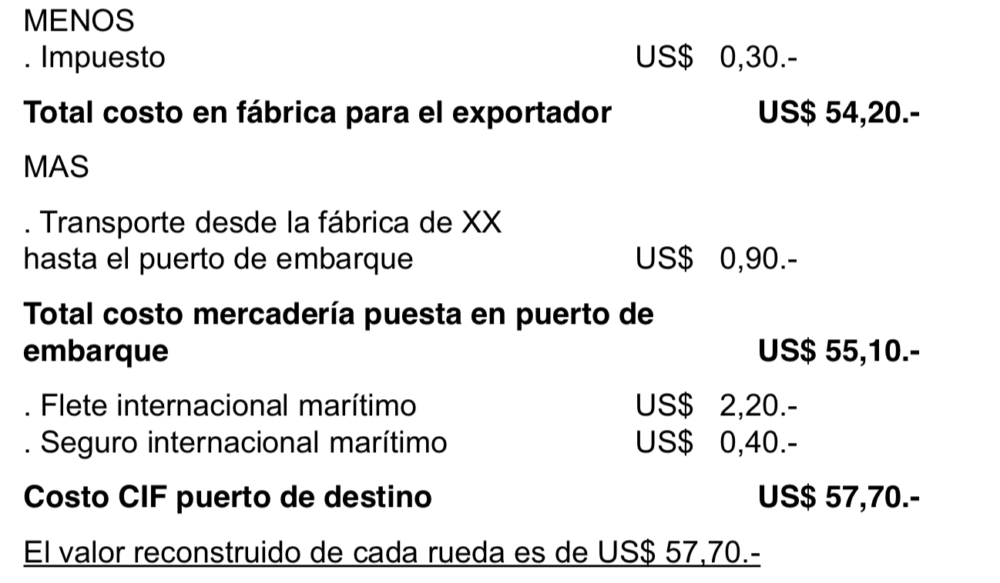 MENOS
. Impuesto US$ 0,30.-
Total costo en fábrica para el exportador US$ 54,20.-
MAS
. Transporte desde la fábrica de XX
hasta el puerto de embarque US$ 0,90.-
Total costo mercadería puesta en puerto de
embarque US$ 55,10.-
. Flete internacional marítimo US$ 2,20.-
. Seguro internacional marítimo US$ 0,40.-
Costo CIF puerto de destino US$ 57,70.-
El valor reconstruido de cada rueda es de US$ 57,70.-